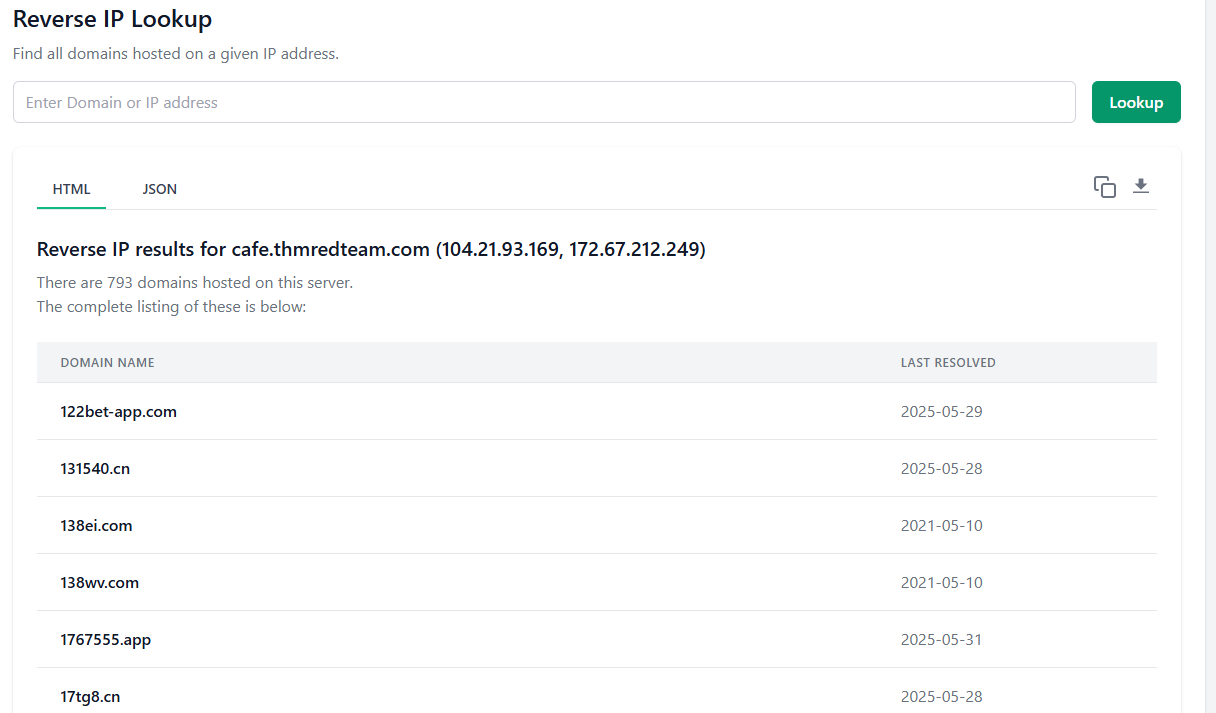 Reverse IP Lookup
Find all domains hosted on a given IP address.
Enter Domain or IP address
Lookup
HTML JSON
Reverse IP results for cafe.thmredteam.com (104.21.93.169, 172.67.212.249)
There are 793 domains hosted on this server.
The complete listing of these is below:
DOMAIN NAME LAST RESOLVED
122bet-app.com 2025-05-29
131540.cn 2025-05-28
138ei.com 2021-05-10
138wv.com 2021-05-10
1767555.app 2025-05-31
17tg8.cn 2025-05-28